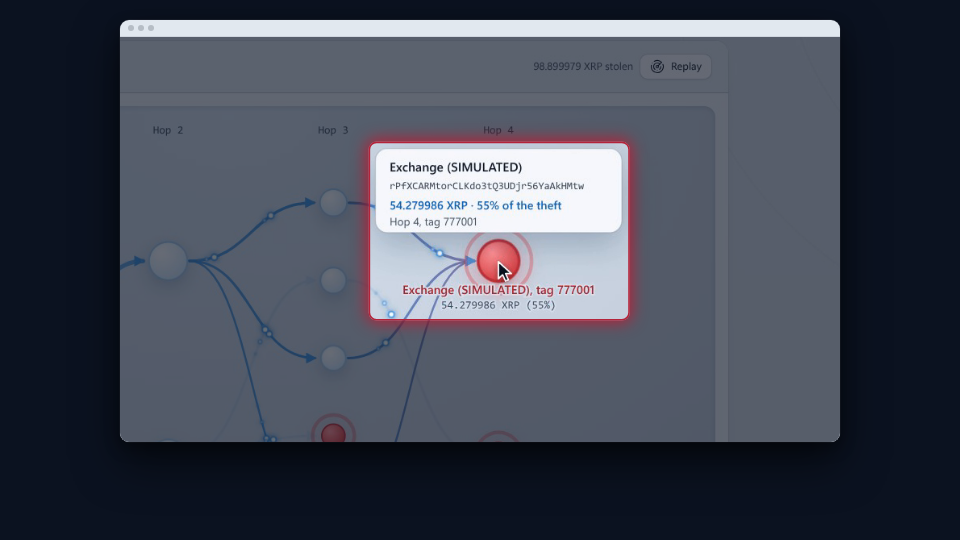 98.899979 XRP stolen
Replay
Hop 2
Hop 3
Hop 4
Exchange (SIMULATED)
rPfXCARMtorCLKdo3tQ3UDjr56YaAkHMtw
54.279986 XRP · 55% of the theft
Hop 4, tag 777001
Exchange (SIMULATED), tag 777001
54.279986 XRP (55%)